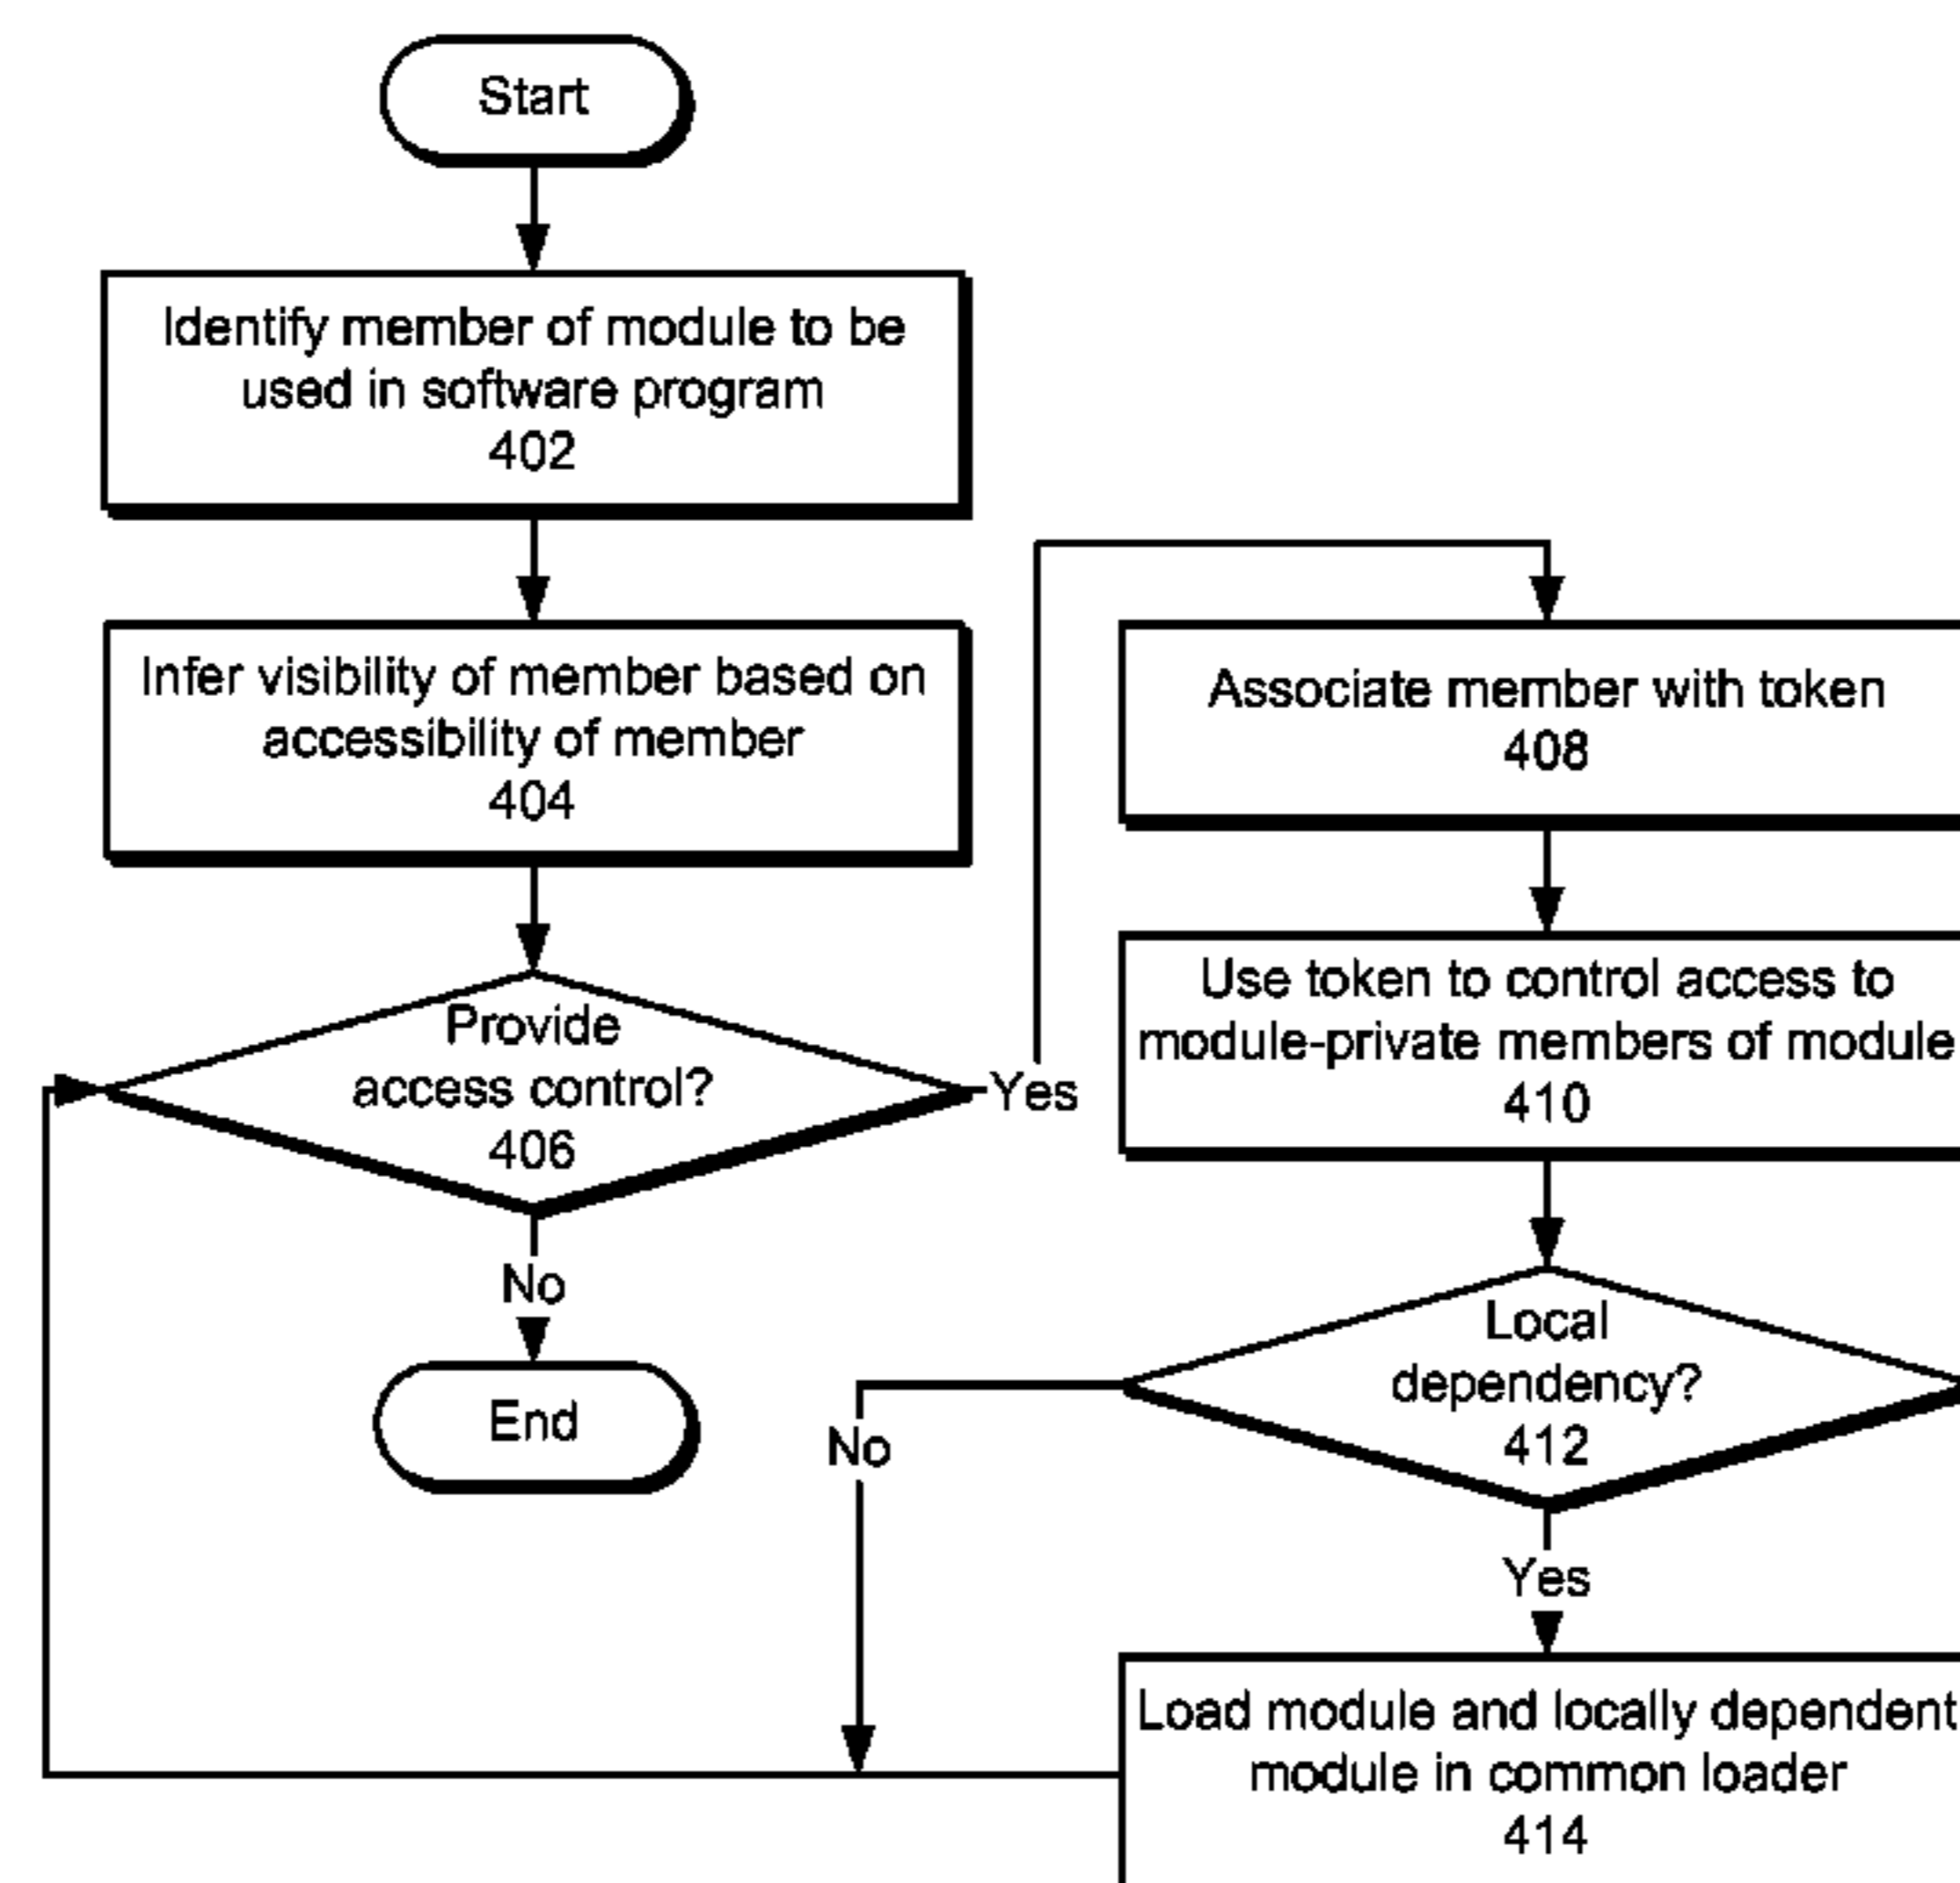 Start
Identify member of module to be
used in software program
402
Infer visibility of member based on
accessibility of member
404
Provide
access control?
406
Yes
No
End
Associate member with token
408
Use token to control access to
module-private members of module
410
Local
dependency?
412
No
Yes
Load module and locally dependent
module in common loader
414